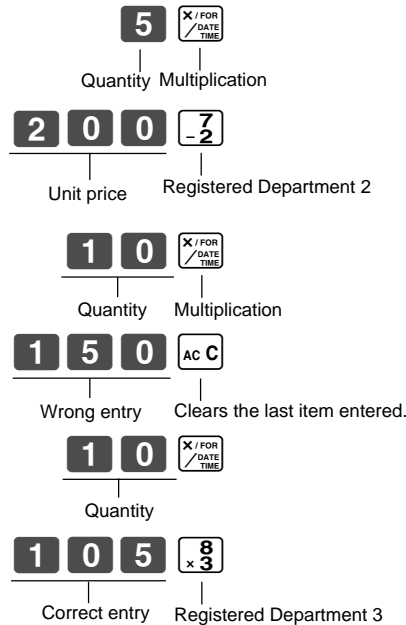 5 X / FOR / DATE TIME
Quantity Multiplication
2 0 0 7 - 2
Unit price Registered Department 2
1 0 X / FOR / DATE TIME
Quantity Multiplication
1 5 0 AC C
Wrong entry Clears the last item entered.
1 0 X / FOR / DATE TIME
Quantity
1 0 5 8 × 3
Correct entry Registered Department 3